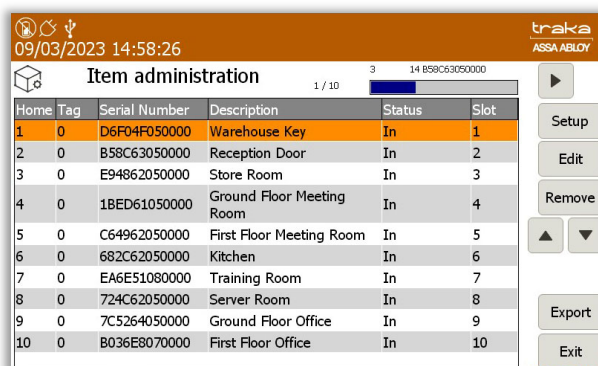 traka
09/03/2023 14:58:26
ASSA ABLOY
Item administration
1 / 10
3 14 B58C63050000
Home Tag Serial Number Description Status Slot
1 0 D6F04F050000 Warehouse Key In 1
2 0 B58C63050000 Reception Door In 2
3 0 E94862050000 Store Room In 3
4 0 1BED61050000 Ground Floor Meeting
Room In 4
5 0 C64962050000 First Floor Meeting Room In 5
6 0 682C62050000 Kitchen In 6
7 0 EA6E51080000 Training Room In 7
8 0 724C62050000 Server Room In 8
9 0 7C5264050000 Ground Floor Office In 9
10 0 B036E8070000 First Floor Office In 10
Setup
Edit
Remove
Export
Exit